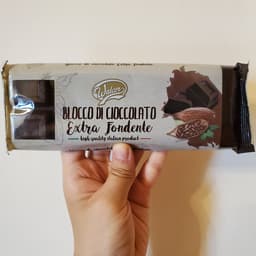 BLOCCO DI CIOCCOLATO
Extra Fondente
high quality italian product